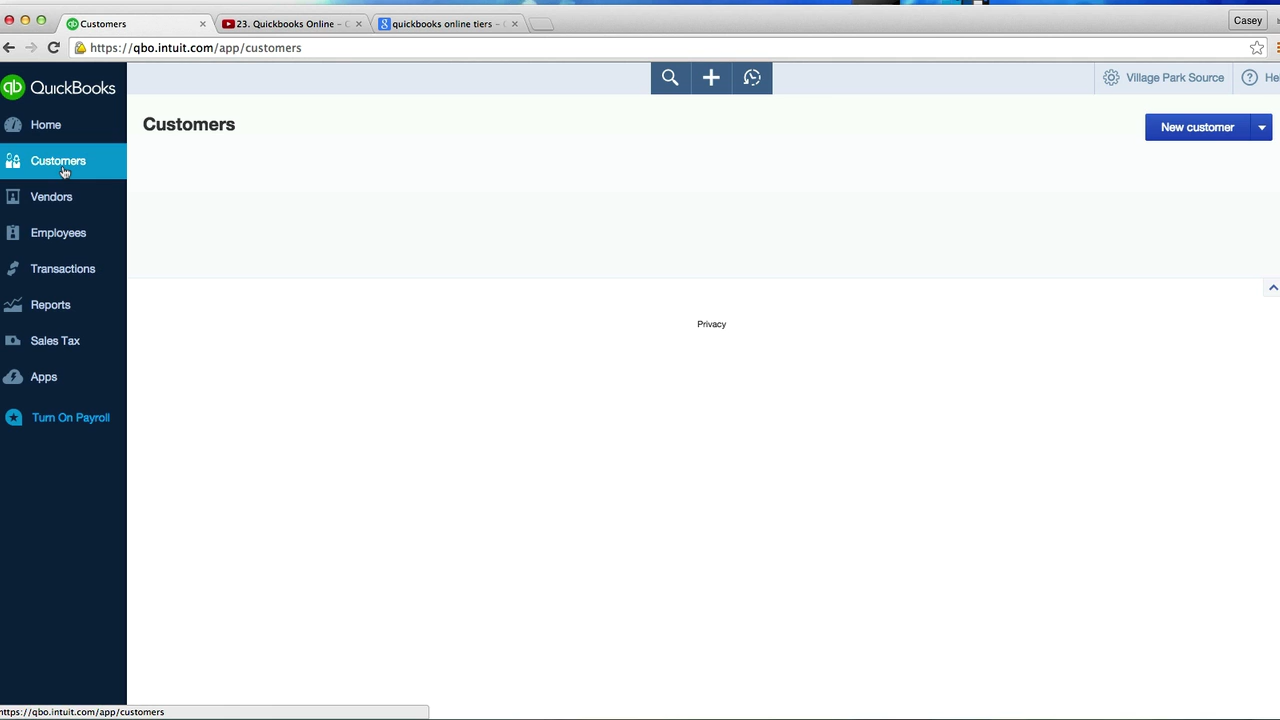 Customers
23. Quickbooks Online -
quickbooks online tiers -
Casey
https://qbo.intuit.com/app/customers
qb QuickBooks
Village Park Source
He
Home
Customers
Customers
New customer
Vendors
Employees
Transactions
Reports
Privacy
Sales Tax
Apps
Turn On Payroll
https://qbo.intuit.com/app/customers